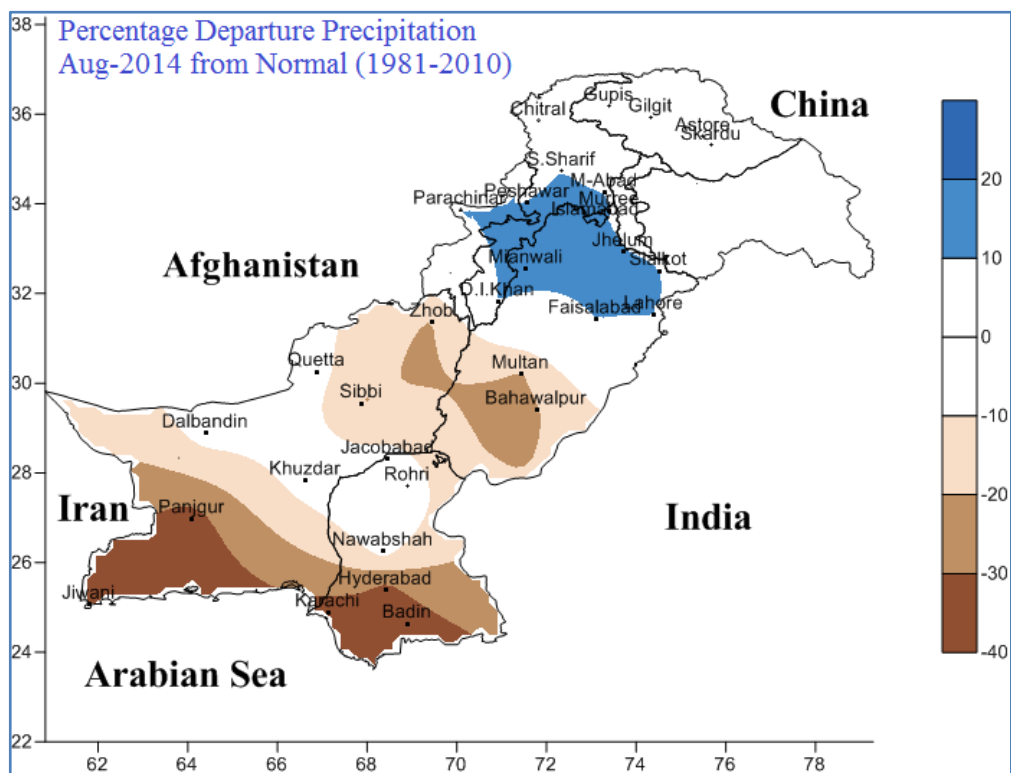 Percentage Departure Precipitation
Aug-2014 from Normal (1981-2010)
38
36
34
32
30
28
26
24
22
62
64
66
68
70
72
74
76
78
China
Afghanistan
Iran
India
Arabian Sea
Chitral
Gupis
Gilgit
Astore
Skardu
S.Sharif
M-Abad
Parachinar
Peshawar
Murree
Islamabad
Jhelum
Mianwali
Sialkot
D.I.Khan
Zhob
Faisalabad
Lahore
Quetta
Multan
Sibbi
Bahawalpur
Dalbandin
Jacobabad
Khuzdar
Rohri
Panjgur
Nawabshah
Hyderabad
Jiwani
Karachi
Badin
20
10
0
-10
-20
-30
-40